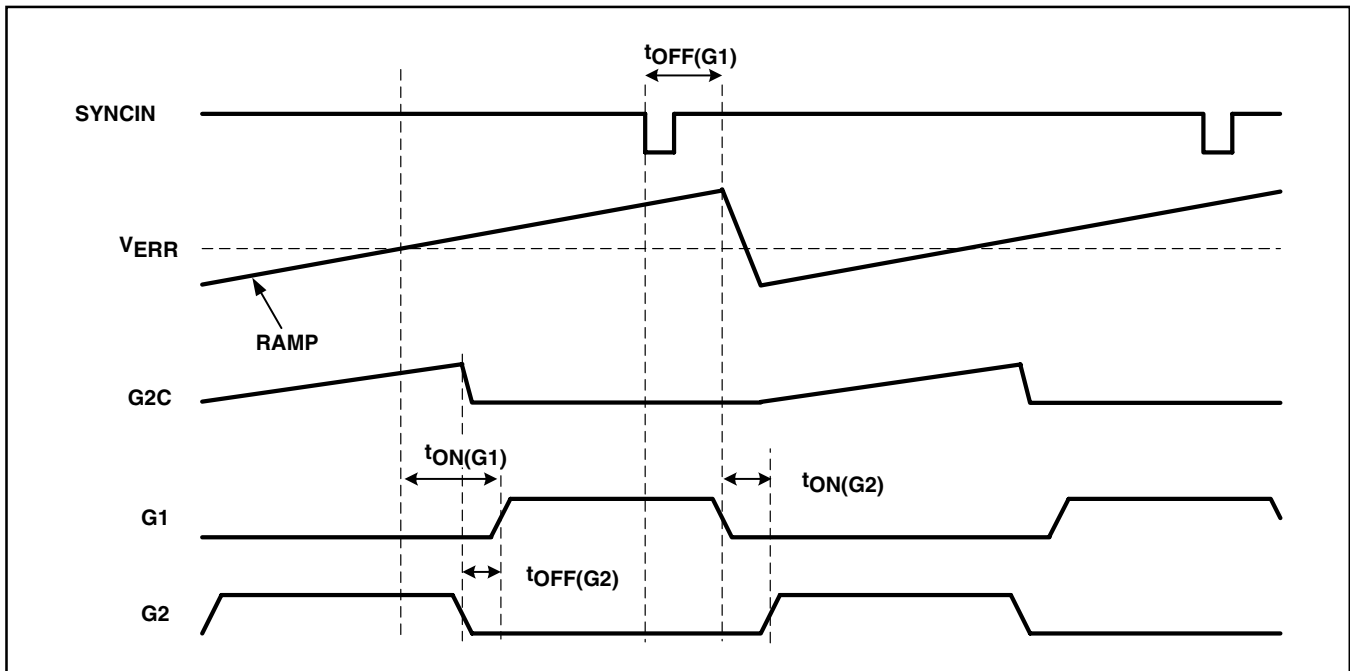 tOFF(G1)
SYNCIN
VERR
RAMP
G2C
tON(G1)
tON(G2)
G1
tOFF(G2)
G2